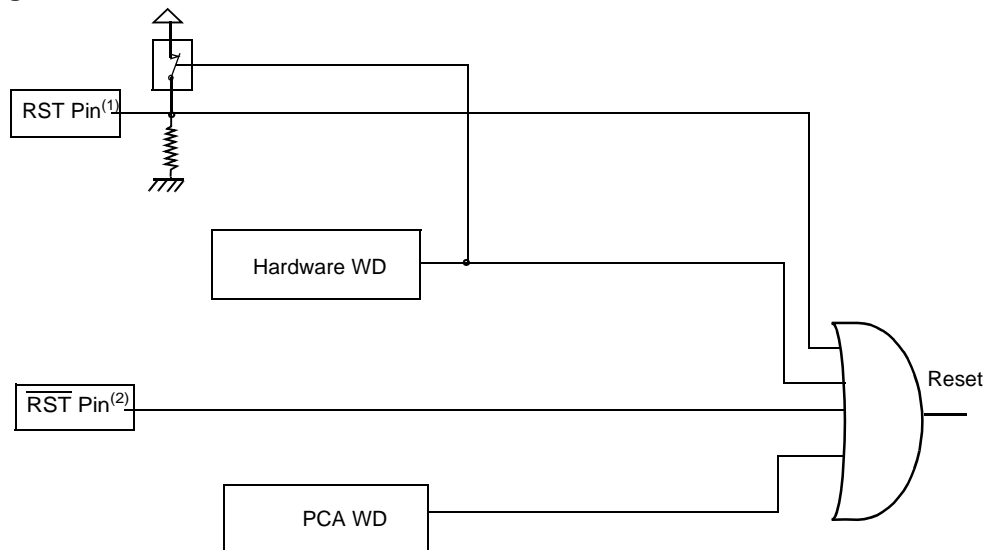 RST Pin(1)
Hardware WD
Reset
RST Pin(2)
PCA WD